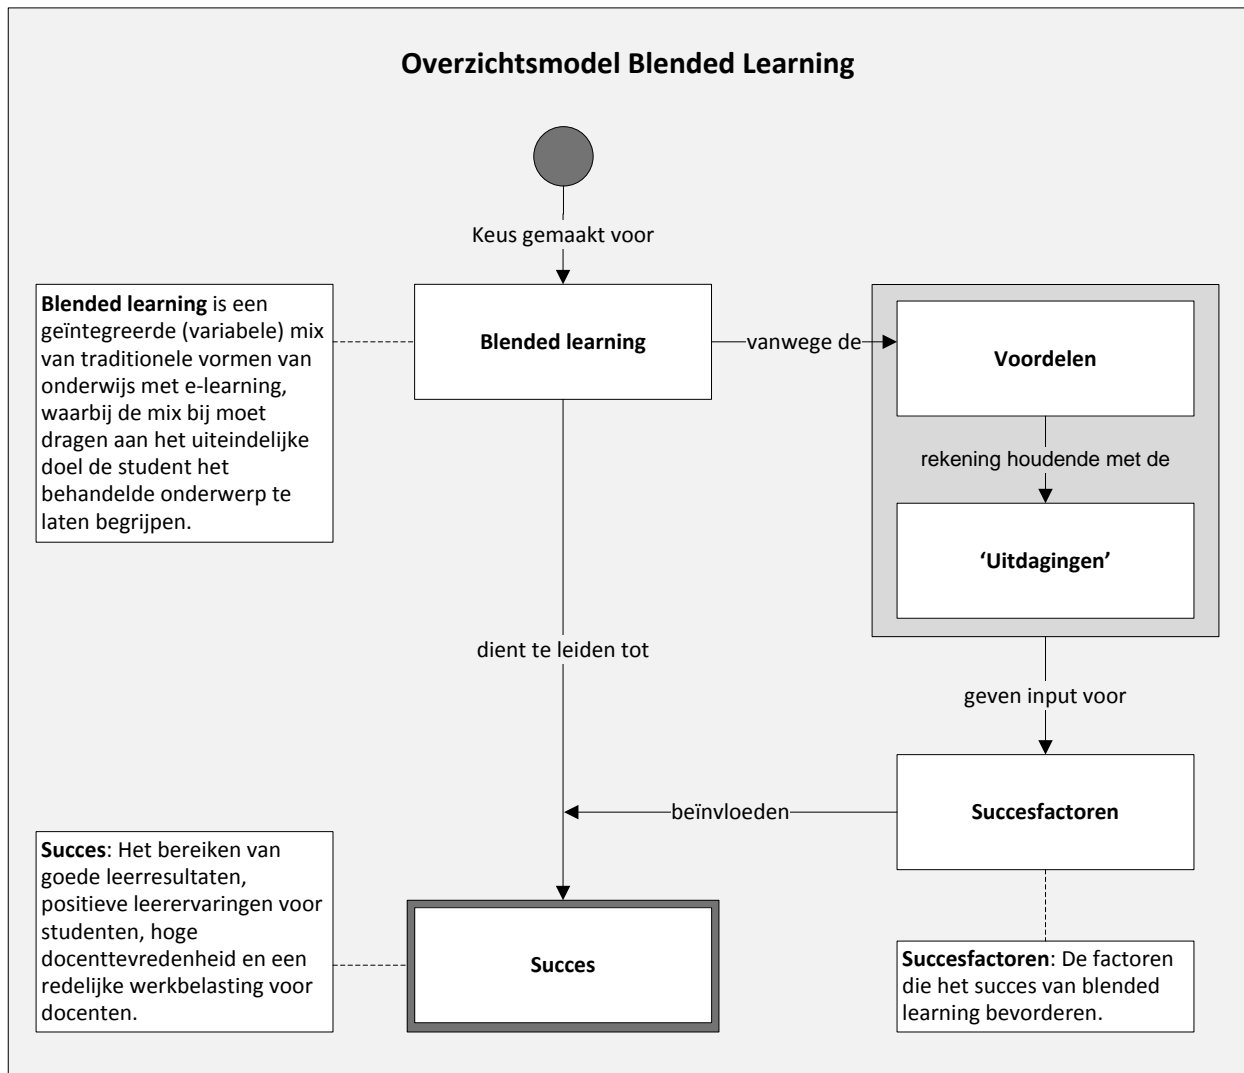 Overzichtsmodel Blended Learning
Keus gemaakt voor
Blended learning is een
geïntegreerde (variabele) mix
van traditionele vormen van
onderwijs met e-learning,
waarbij de mix bij moet
dragen aan het uiteindelijke
doel de student het
behandelde onderwerp te
laten begrijpen.
Blended learning
vanwege de
Voordelen
rekening houdende met de
‘Uitdagingen’
dient te leiden tot
geven input voor
beïnvloeden
Succesfactoren
Succes: Het bereiken van
goede leerresultaten,
positieve leerervaringen voor
studenten, hoge
docenttevredenheid en een
redelijke werkbelasting voor
docenten.
Succes
Succesfactoren: De factoren
die het succes van blended
learning bevorderen.